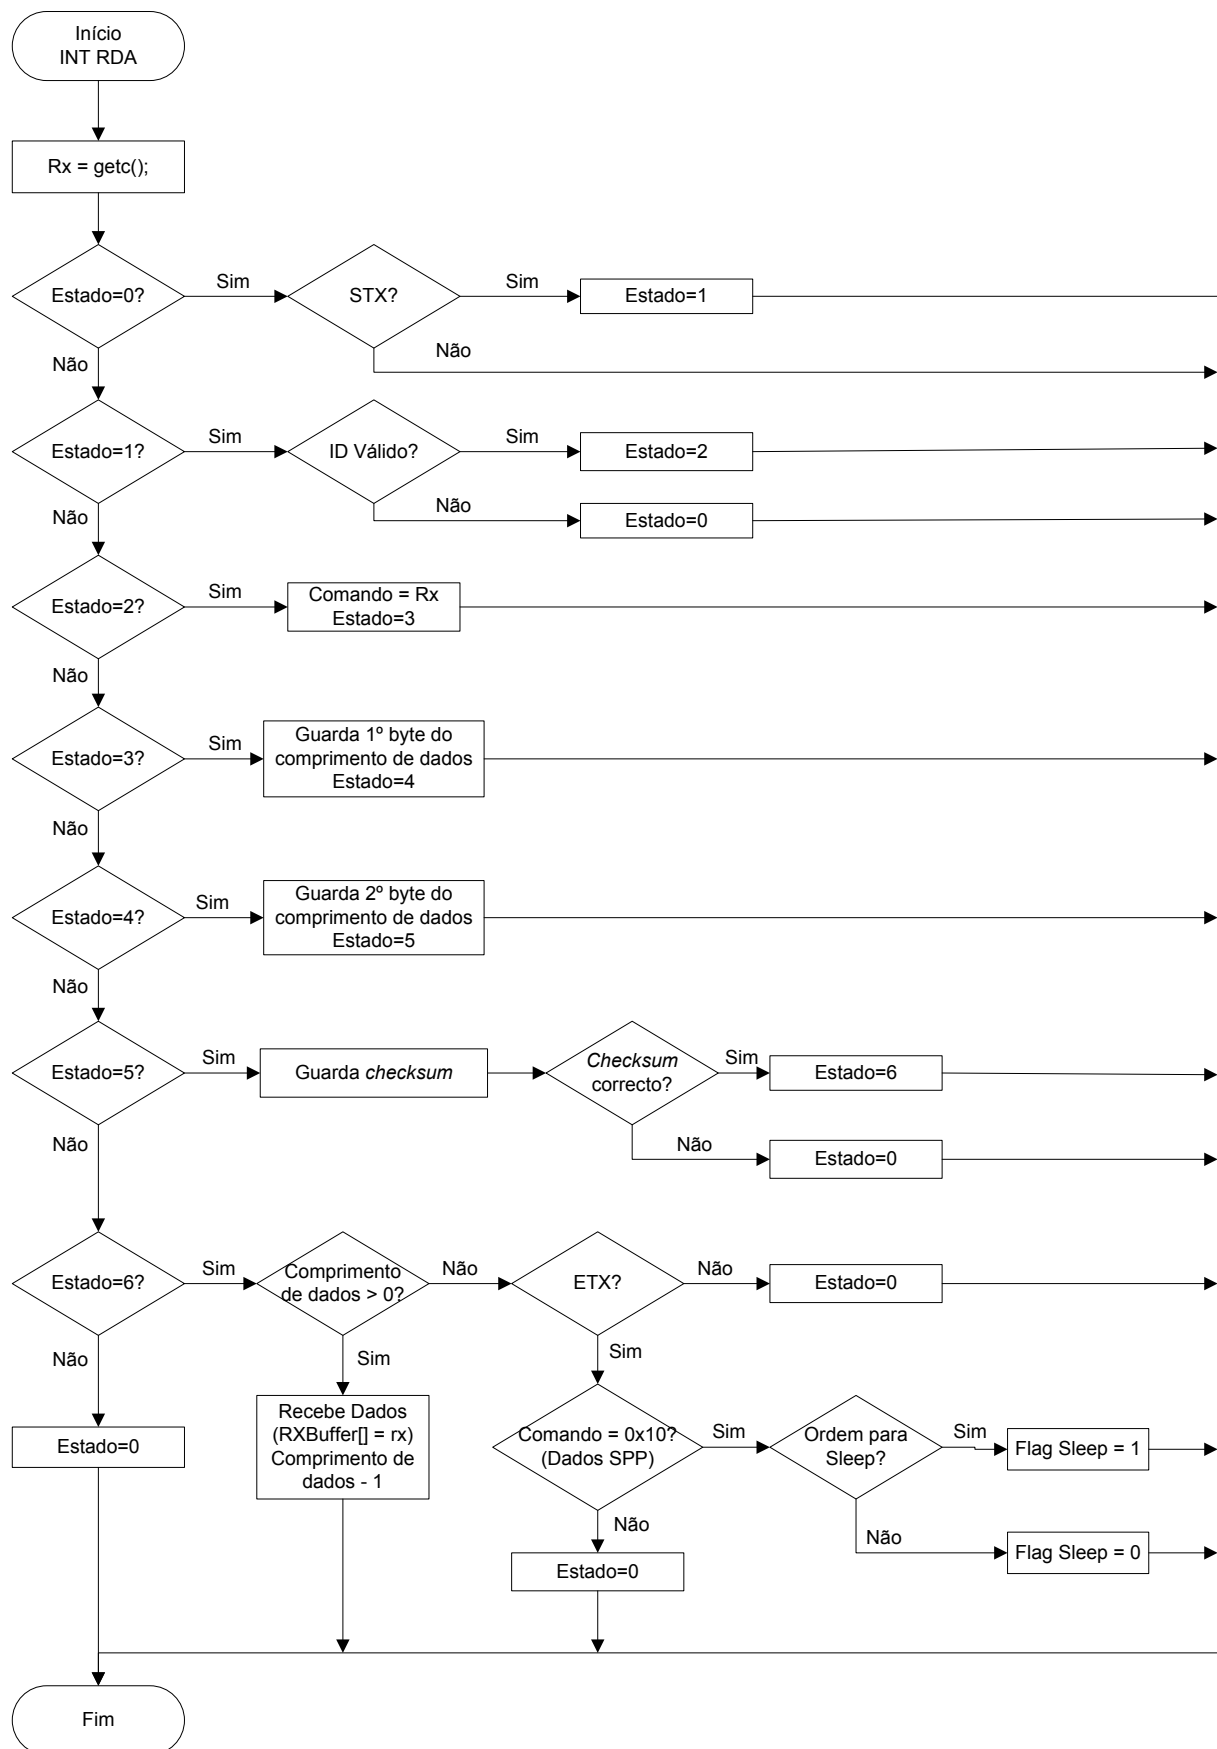 Início
INT RDA
Rx = getc();
Estado=0?
Sim
STX?
Sim
Estado=1
Não
Não
Estado=1?
Sim
ID Válido?
Sim
Estado=2
Não
Não
Estado=0
Estado=2?
Sim
Comando = Rx
Estado=3
Não
Estado=3?
Sim
Guarda 1º byte do
comprimento de dados
Estado=4
Não
Estado=4?
Sim
Guarda 2º byte do
comprimento de dados
Estado=5
Não
Estado=5?
Sim
Guarda checksum
Checksum
correcto?
Sim
Estado=6
Não
Não
Estado=0
Estado=6?
Sim
Comprimento
de dados > 0?
Não
ETX?
Não
Estado=0
Não
Sim
Sim
Estado=0
Recebe Dados
(RXBuffer[] = rx)
Comprimento de
dados - 1
Comando = 0x10?
(Dados SPP)
Sim
Ordem para
Sleep?
Sim
Flag Sleep = 1
Não
Não
Flag Sleep = 0
Estado=0
Fim